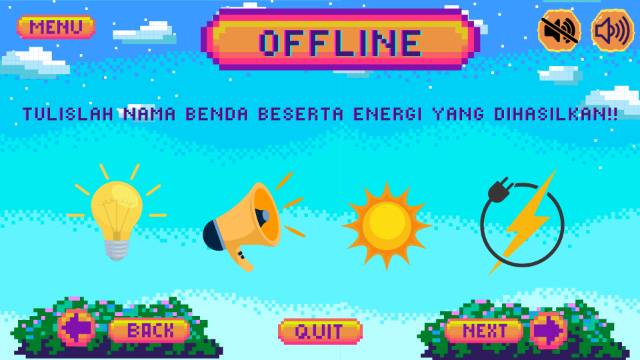 MENU
OFFLINE
TULISLAH NAMA BENDA BESERTA ENERGI YANG DIHASILKAN!!
BACK
QUIT
NEXT